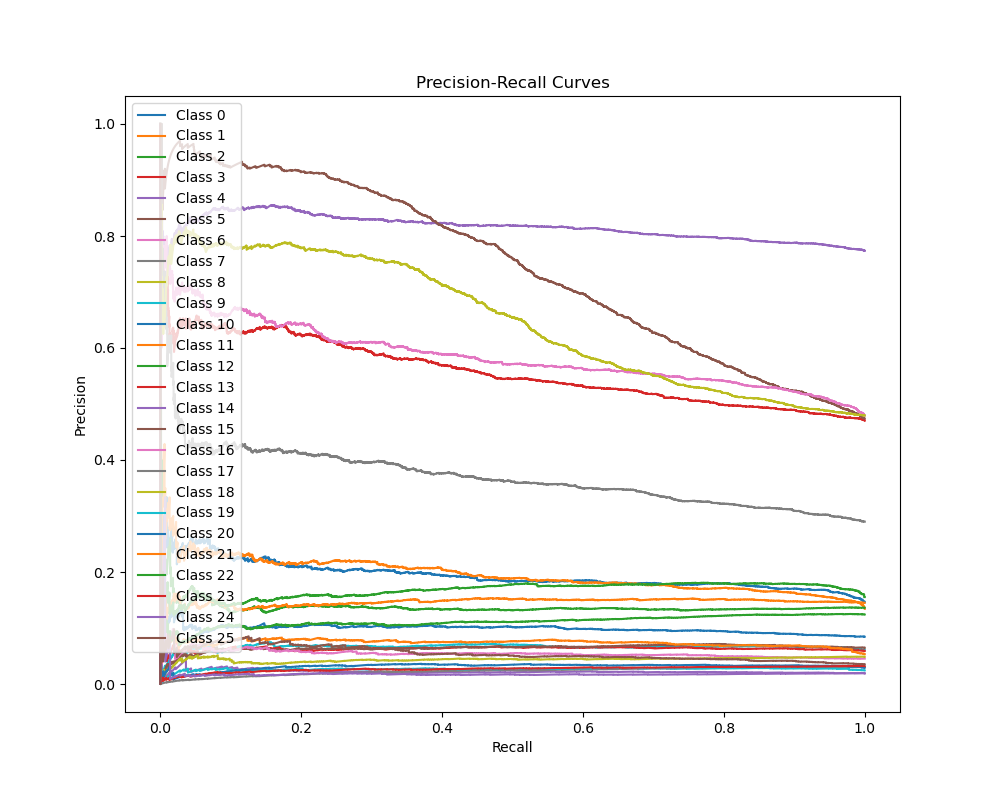 Precision-Recall Curves
Precision
1.0
0.8
0.6
0.4
0.2
0.0
Class 0
Class 1
Class 2
Class 3
Class 4
Class 5
Class 6
Class 7
Class 8
Class 9
Class 10
Class 11
Class 12
Class 13
Class 14
Class 15
Class 16
Class 17
Class 18
Class 19
Class 20
Class 21
Class 22
Class 23
Class 24
Class 25
0.0 0.2 0.4 0.6 0.8 1.0
Recall